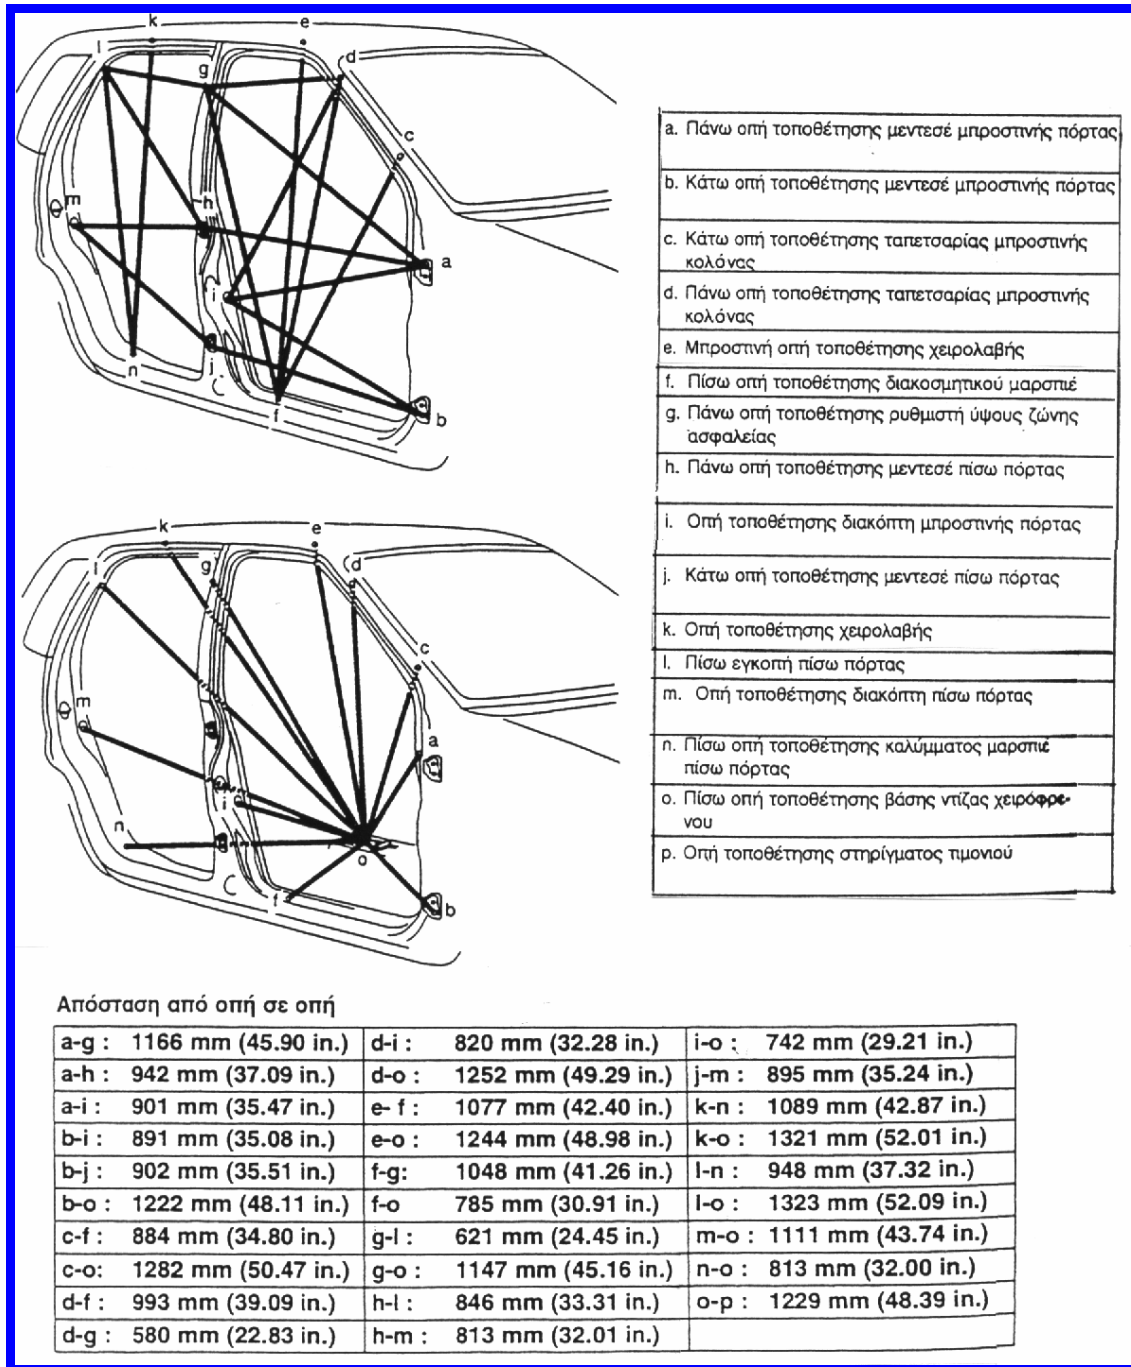 k
e
l
g
d
c
m
h
a
i
n
j
f
b
k
e
l
g
d
c
m
a
i
n
o
f
b
a. Πάνω οπή τοποθέτησης μεντεσέ μπροστινής πόρτας
b. Κάτω οπή τοποθέτησης μεντεσέ μπροστινής πόρτας
c. Κάτω οπή τοποθέτησης ταπετσαρίας μπροστινής
κολόνας
d. Πάνω οπή τοποθέτησης ταπετσαρίας μπροστινής
κολόνας
e. Μπροστινή οπή τοποθέτησης χειρολαβής
f. Πίσω οπή τοποθέτησης διακοσμητικού μαρσπιέ
g. Πάνω οπή τοποθέτησης ρυθμιστή ύψους ζώνης
ασφαλείας
h. Πάνω οπή τοποθέτησης μεντεσέ πίσω πόρτας
i. Οπή τοποθέτησης διακόπτη μπροστινής πόρτας
j. Κάτω οπή τοποθέτησης μεντεσέ πίσω πόρτας
k. Οπή τοποθέτησης χειρολαβής
l. Πίσω εγκοπή πίσω πόρτας
m. Οπή τοποθέτησης διακόπτη πίσω πόρτας
n. Πίσω οπή τοποθέτησης καλύμματος μαρσπιέ
πίσω πόρτας
o. Πίσω οπή τοποθέτησης βάσης ντίζας χειρόφρε-
νου
p. Οπή τοποθέτησης στηρίγματος τιμονιού
Απόσταση από οπή σε οπή
a-g : 1166 mm (45.90 in.) d-i : 820 mm (32.28 in.) i-o : 742 mm (29.21 in.)
a-h : 942 mm (37.09 in.) d-o : 1252 mm (49.29 in.) j-m : 895 mm (35.24 in.)
a-i : 901 mm (35.47 in.) e- f : 1077 mm (42.40 in.) k-n : 1089 mm (42.87 in.)
b-i : 891 mm (35.08 in.) e-o : 1244 mm (48.98 in.) k-o : 1321 mm (52.01 in.)
b-j : 902 mm (35.51 in.) f-g: 1048 mm (41.26 in.) l-n : 948 mm (37.32 in.)
b-o : 1222 mm (48.11 in.) f-o 785 mm (30.91 in.) l-o : 1323 mm (52.09 in.)
c-f : 884 mm (34.80 in.) g-l : 621 mm (24.45 in.) m-o : 1111 mm (43.74 in.)
c-o: 1282 mm (50.47 in.) g-o : 1147 mm (45.16 in.) n-o : 813 mm (32.00 in.)
d-f : 993 mm (39.09 in.) h-l : 846 mm (33.31 in.) o-p : 1229 mm (48.39 in.)
d-g : 580 mm (22.83 in.) h-m : 813 mm (32.01 in.)